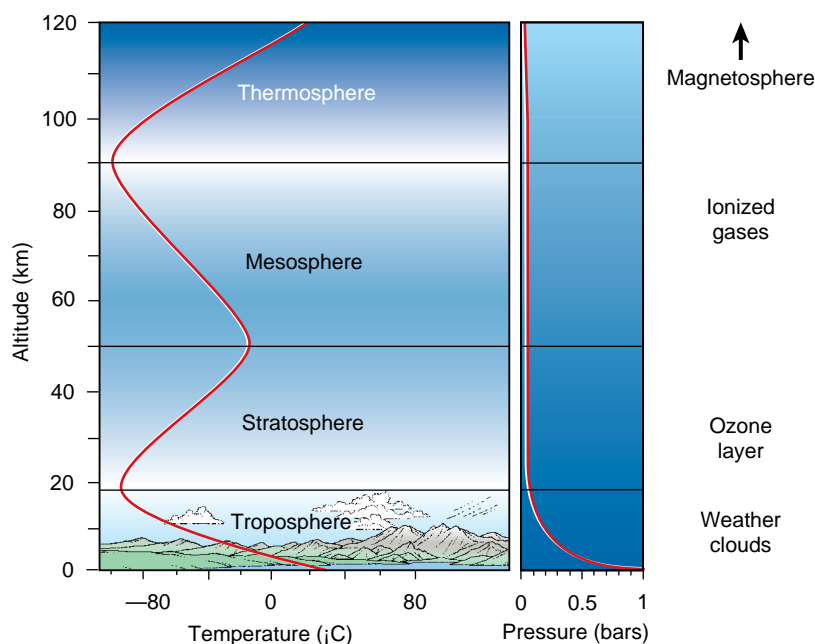 120
100
80
60
40
20
0
Altitude (km)
Thermosphere
Mesosphere
Stratosphere
Troposphere
—80
0
80
Temperature (¡C)
0
0.5
1
Pressure (bars)
Magnetosphere
Ionized
gases
Ozone
layer
Weather
clouds